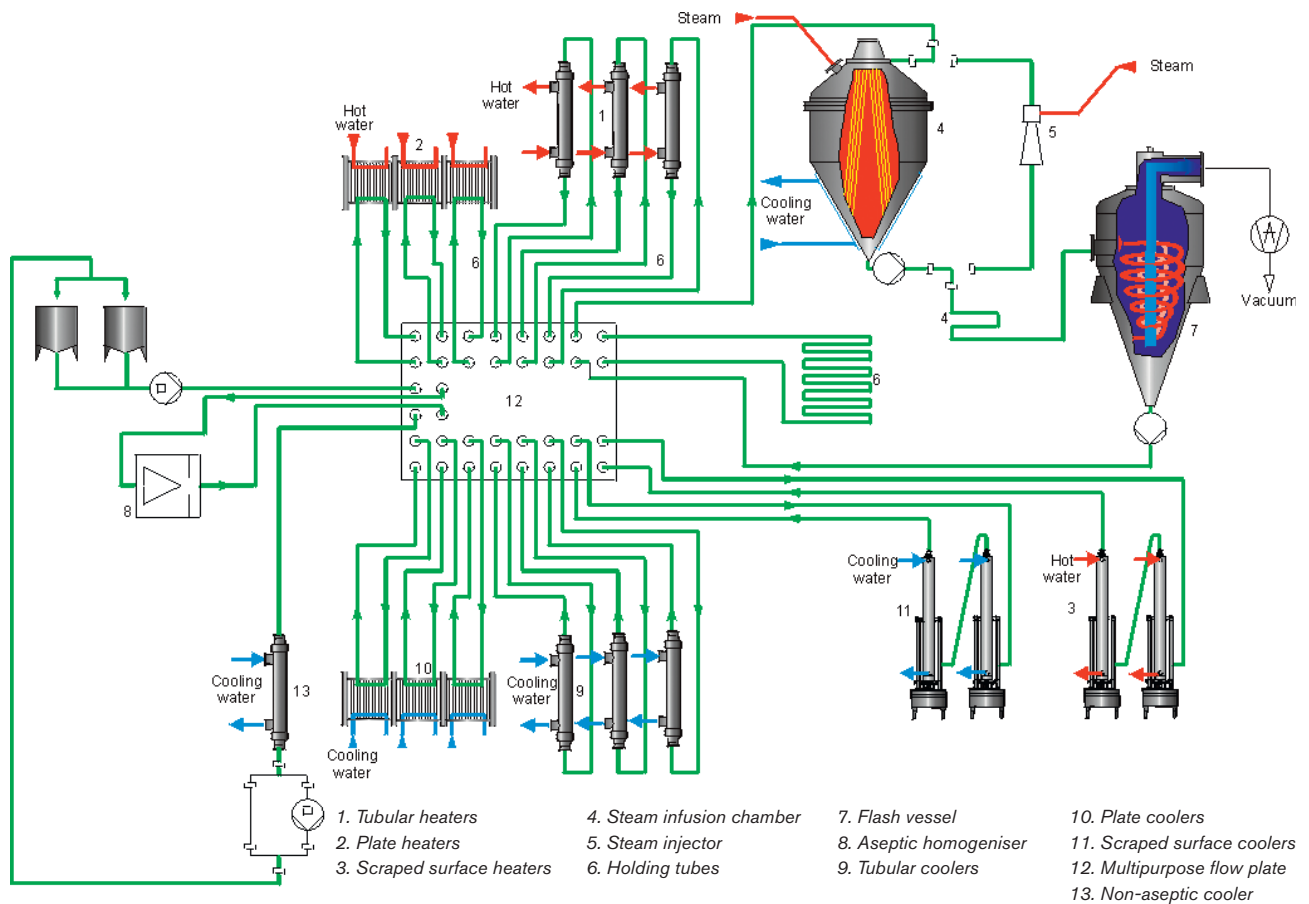 Steam
Steam
Hot
water
1
4
5
Hot
water
2
Cooling
water
6
6
Vacuum
4
7
6
12
8
Cooling
water
11
Hot
water
3
Cooling
water
13
10
Cooling
water
9
Cooling
water
1. Tubular heaters
2. Plate heaters
3. Scraped surface heaters
4. Steam infusion chamber
5. Steam injector
6. Holding tubes
7. Flash vessel
8. Aseptic homogeniser
9. Tubular coolers
10. Plate coolers
11. Scraped surface coolers
12. Multipurpose flow plate
13. Non-aseptic cooler